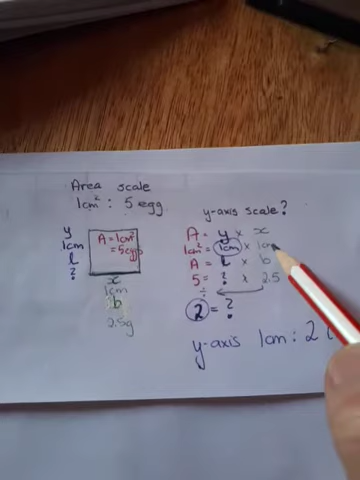 Area scale
1cm² : 5 egg
y
1cm
l
?
A = 1cm²
= 5eggs
x
1cm
b
2.5g
y-axis scale?
A = y × x
1cm² = 1cm × 1cm
A = l × b
5 = ? × 2.5
÷
2 = ?
y-axis 1cm : 2